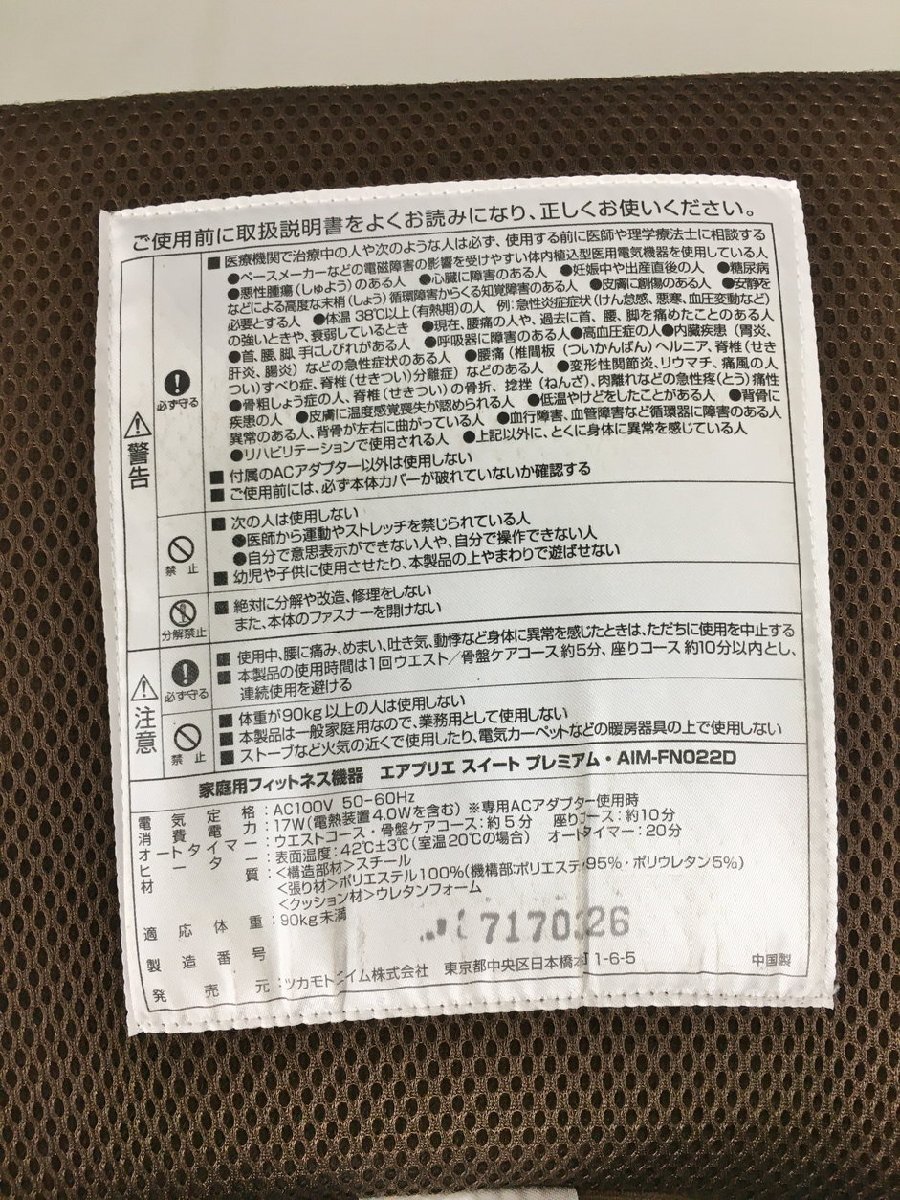 ご使用前に取扱説明書をよくお読みになり、正しくお使いください。
警告
必ず守る
■ 医療機関で治療中の人や次のような人は必ず、使用する前に医師や理学療法士に相談する
●ペースメーカーなどの電磁障害の影響を受けやすい体内植込型医用電気機器を使用している人
●悪性腫瘍(しゅよう)のある人 ●心臓に障害のある人 ●妊娠中や出産直後の人 ●糖尿病
などによる高度な末梢(しょう)循環障害からくる知覚障害のある人 ●皮膚に創傷のある人 ●安静を
必要とする人 ●体温38℃以上(有熱期)の人 例:急性炎症症状(けん怠感、悪寒、血圧変動など)
の強いときや、衰弱しているとき ●現在、腰痛の人や、過去に首、腰、脚を痛めたことのある人
●首、腰、脚、手にしびれがある人 ●呼吸器に障害のある人 ●高血圧症の人 ●内臓疾患(胃炎、
肝炎、腸炎)などの急性症状のある人 ●腰痛(椎間板(ついかんばん)ヘルニア、脊椎(せき
つい)すべり症、脊椎(せきつい)分離症)などのある人 ●変形性関節炎、リウマチ、痛風の人
●骨粗しょう症の人、脊椎(せきつい)の骨折、捻挫(ねんざ)、肉離れなどの急性疼(とう)痛性
疾患の人 ●皮膚に温度感覚喪失が認められる人 ●低温やけどをしたことがある人 ●背骨に
異常のある人、背骨が左右に曲がっている人 ●血行障害、血管障害など循環器に障害のある人
●リハビリテーションで使用される人 ●上記以外に、とくに身体に異常を感じている人
■ 付属のACアダプター以外は使用しない
■ ご使用前には、必ず本体カバーが破れていないか確認する
禁止
■ 次の人は使用しない
●医師から運動やストレッチを禁じられている人
●自分で意思表示ができない人や、自分で操作できない人
■ 幼児や子供に使用させたり、本製品の上やまわりで遊ばせない
分解禁止
■ 絶対に分解や改造、修理をしない
また、本体のファスナーを開けない
注意
必ず守る
■ 使用中、腰に痛み、めまい、吐き気、動悸など身体に異常を感じたときは、ただちに使用を中止する
■ 本製品の使用時間は1回ウエスト/骨盤ケアコース約5分、座りコース約10分以内とし、
連続使用を避ける
禁止
■ 体重が90kg以上の人は使用しない
■ 本製品は一般家庭用なので、業務用として使用しない
■ ストーブなど火気の近くで使用したり、電気カーペットなどの暖房器具の上で使用しない
家庭用フィットネス機器 エアプリエ スイート プレミアム・AIM-FN022D
電気定格:AC100V 50-60Hz
消費電力:17W(電熱装置4.0Wを含む) ※専用ACアダプター使用時
オートタイマー:ウエストコース・骨盤ケアコース:約5分 座りコース:約10分
ヒーター:表面温度:42℃±3℃(室温20℃の場合) オートタイマー:20分
材質:<構造部材>スチール
<張り材>ポリエステル100%(機構部:ポリエステル95%・ポリウレタン5%)
<クッション材>ウレタンフォーム
適応体重:90kg未満
製造番号 7170.26
発売元:ツカモトエイム株式会社 東京都中央区日本橋 1-6-5 中国製